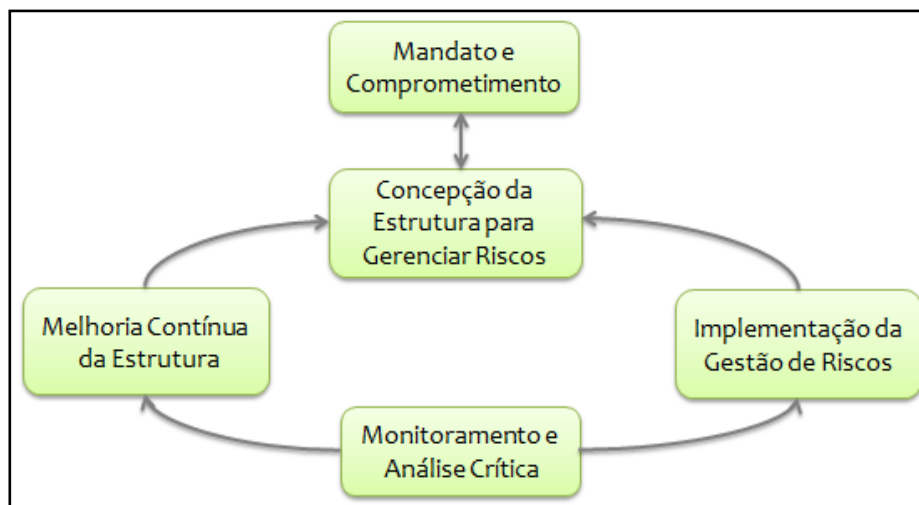 Mandato e
Comprometimento
Concepção da
Estrutura para
Gerenciar Riscos
Melhoria Contínua
da Estrutura
Implementação da
Gestão de Riscos
Monitoramento e
Análise Crítica